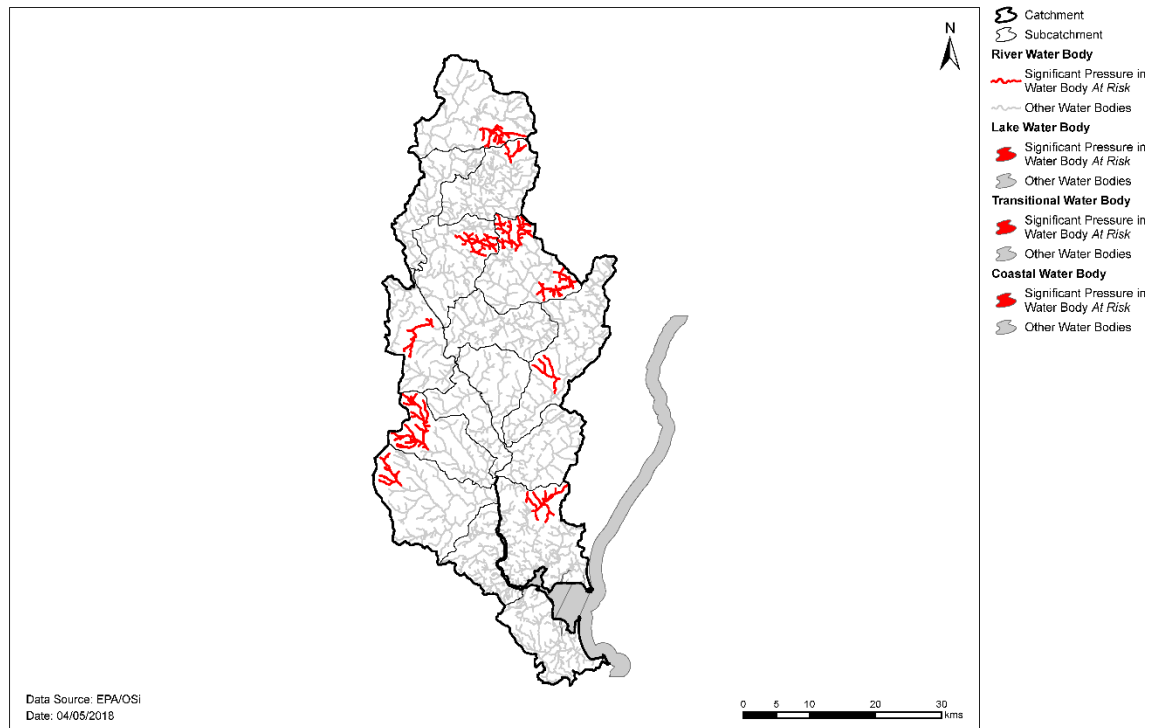 N
Catchment
Subcatchment
River Water Body
Significant Pressure in
Water Body At Risk
Other Water Bodies
Lake Water Body
Significant Pressure in
Water Body At Risk
Other Water Bodies
Transitional Water Body
Significant Pressure in
Water Body At Risk
Other Water Bodies
Coastal Water Body
Significant Pressure in
Water Body At Risk
Other Water Bodies
Data Source: EPA/OSi
Date: 04/05/2018
0 5 10 20 30
kms